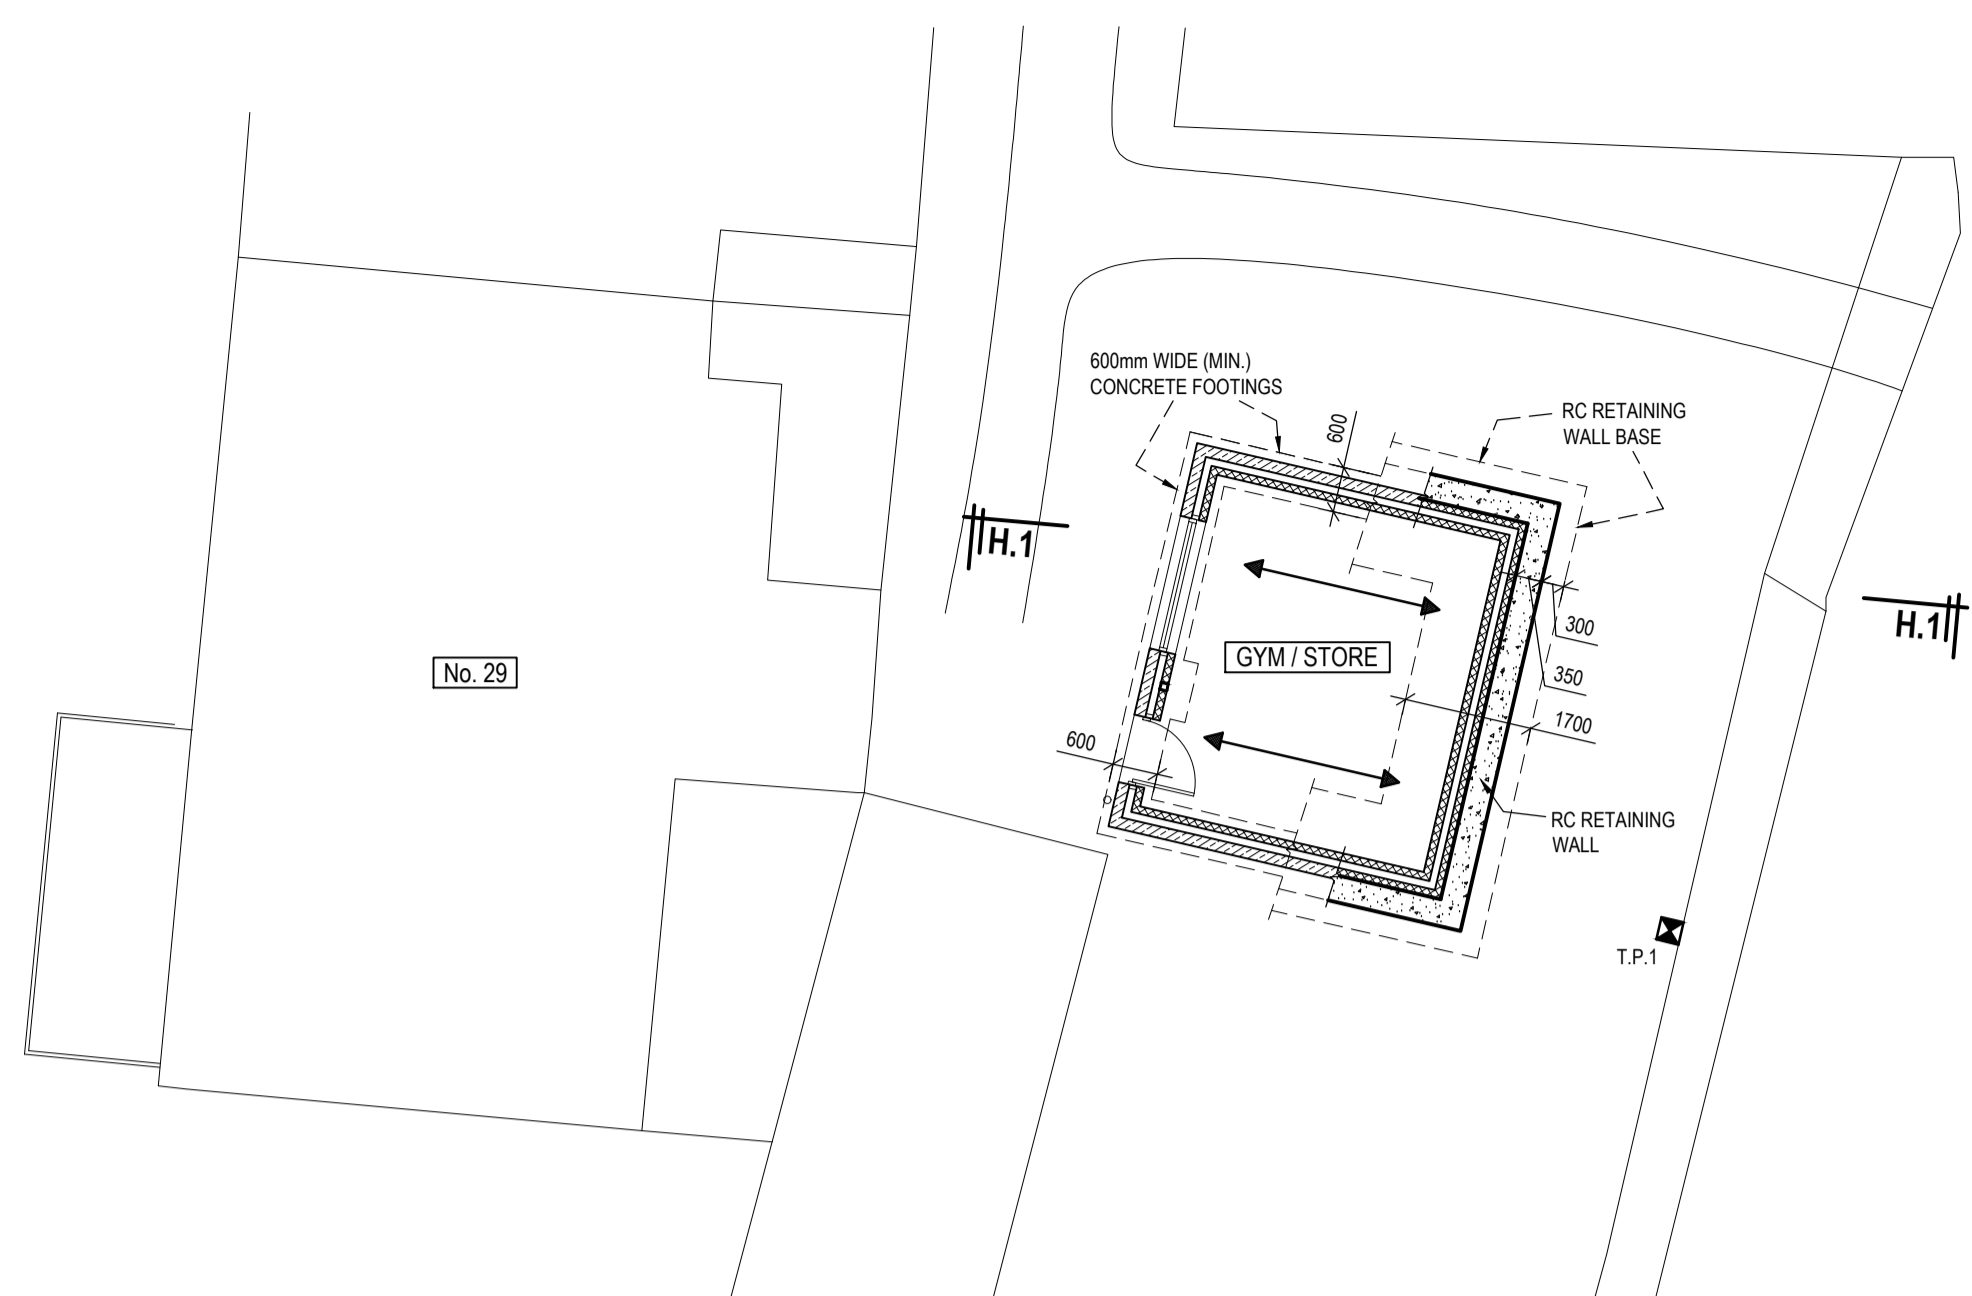 600mm WIDE (MIN.)
CONCRETE FOOTINGS
600
RC RETAINING
WALL BASE
H.1
H.1
300
GYM / STORE
No. 29
350
1700
600
RC RETAINING
WALL
T.P.1